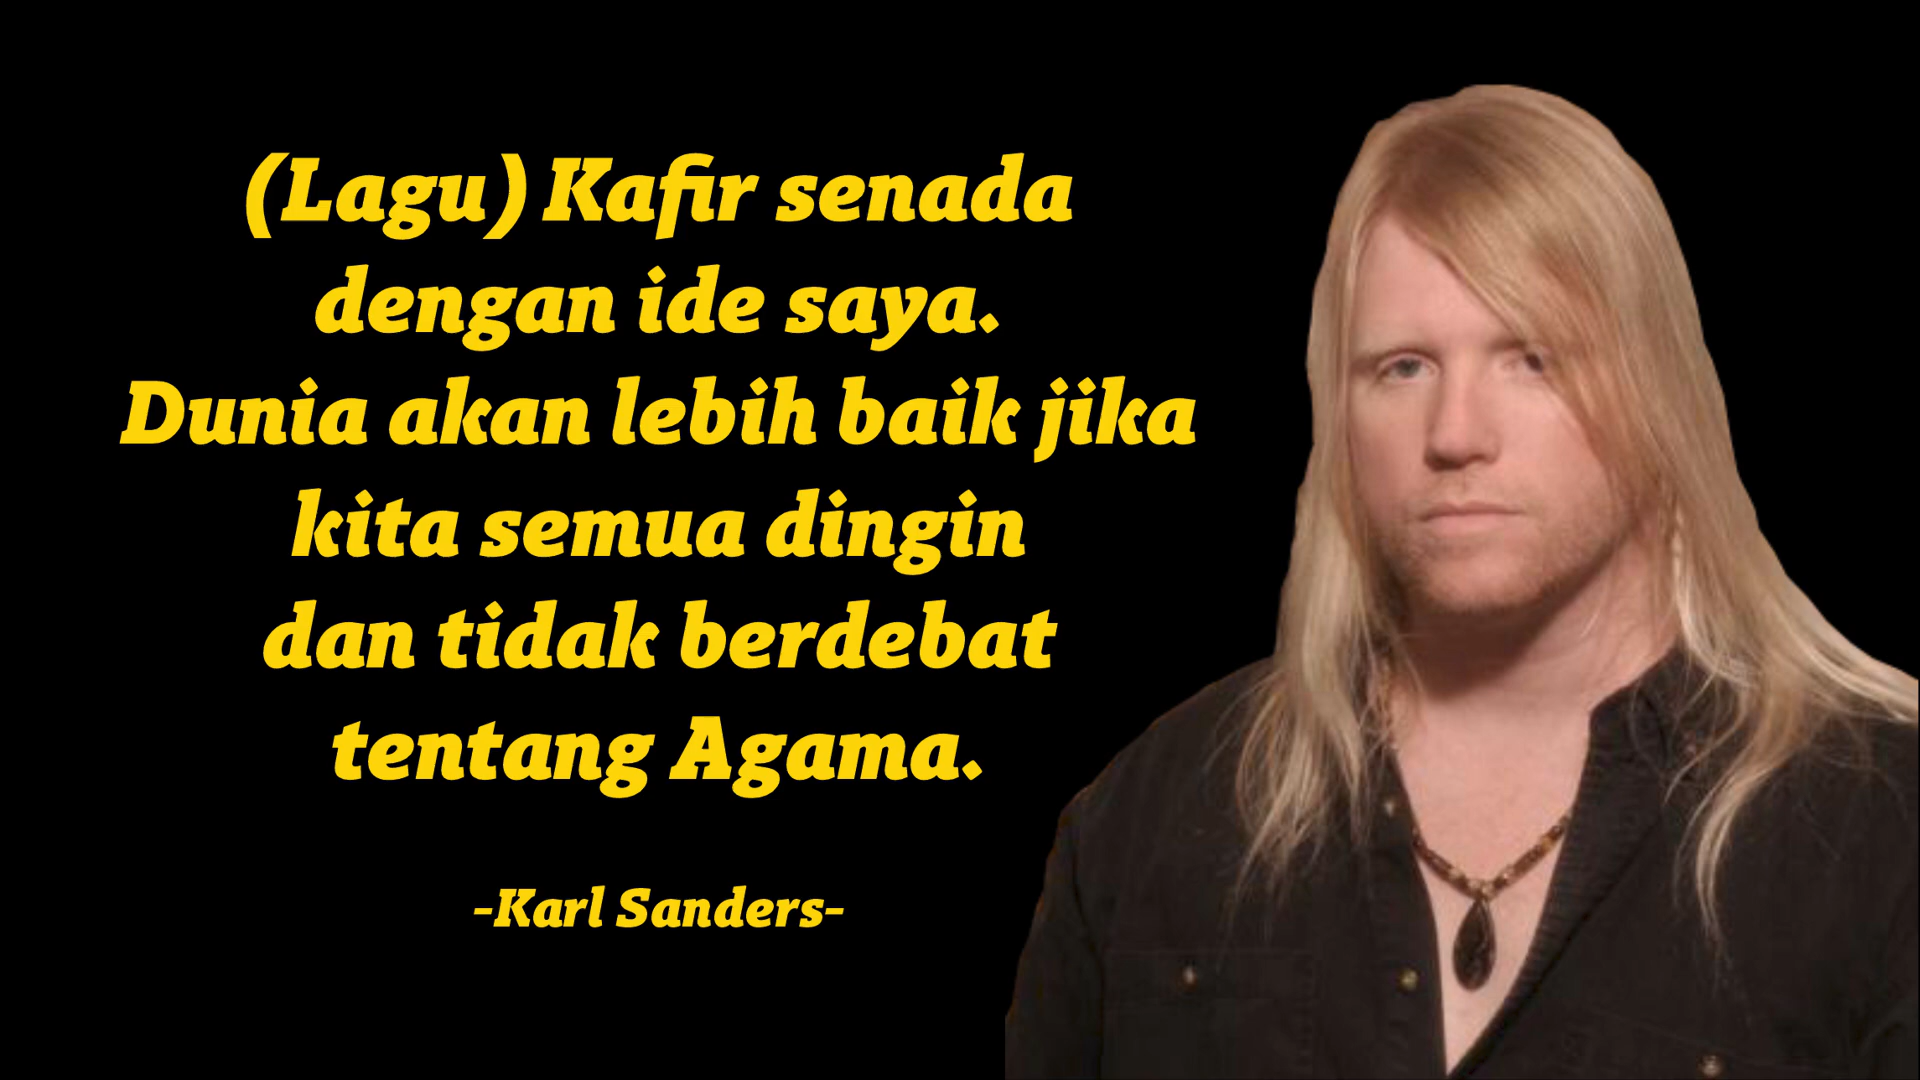 (Lagu) Kafir senada
dengan ide saya.
Dunia akan lebih baik jika
kita semua dingin
dan tidak berdebat
tentang Agama.
-Karl Sanders-